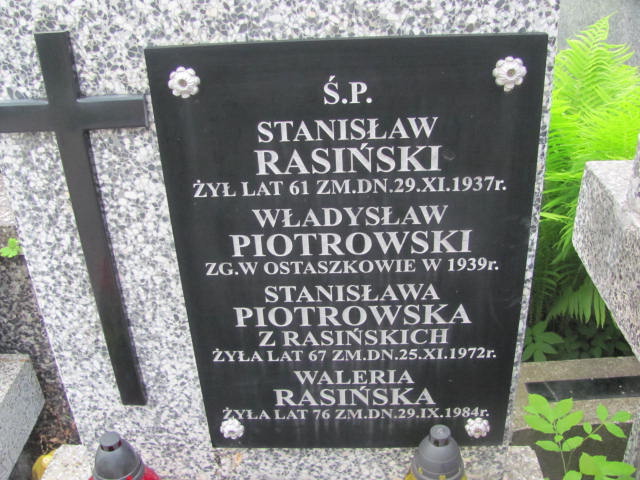 Ś.P.
STANISŁAW
RASIŃSKI
ŻYŁ LAT 61 ZM.DN.29.XI.1937r.
WŁADYSŁAW
PIOTROWSKI
ZG.W OSTASZKOWIE W 1939r.
STANISŁAWA
PIOTROWSKA
Z RASIŃSKICH
ŻYŁA LAT 67 ZM.DN.25.XI.1972r.
WALERIA
RASIŃSKA
ŻYŁA LAT 76 ZM.DN.29.IX.1984r.